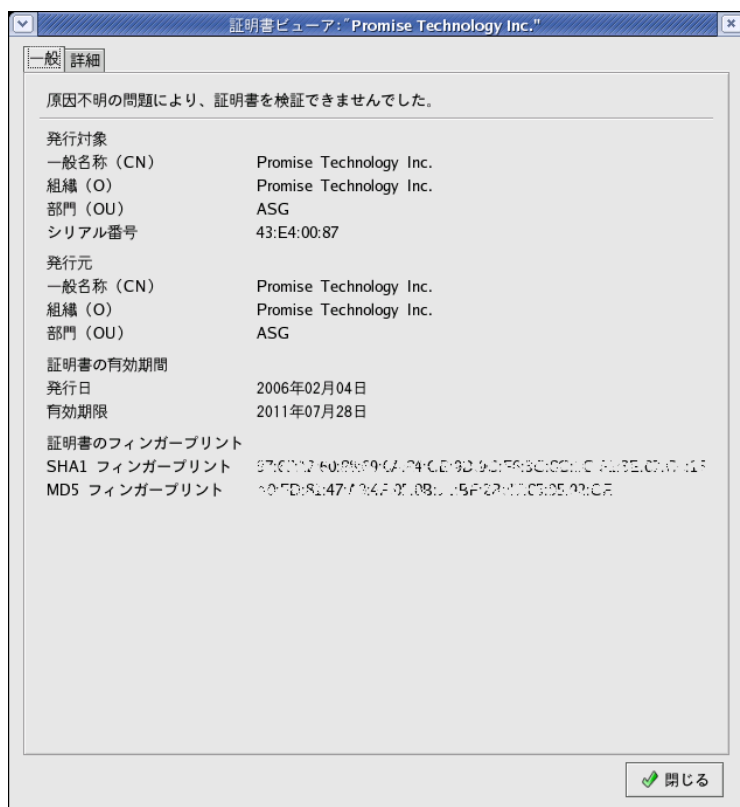 証明書ビューア:"Promise Technology Inc."
一般 詳細
原因不明の問題により、証明書を検証できませんでした。
発行対象
一般名称（CN） Promise Technology Inc.
組織（O） Promise Technology Inc.
部門（OU） ASG
シリアル番号 43:E4:00:87
発行元
一般名称（CN） Promise Technology Inc.
組織（O） Promise Technology Inc.
部門（OU） ASG
証明書の有効期間
発行日 2006年02月04日
有効期限 2011年07月28日
証明書のフィンガープリント
SHA1 フィンガープリント
MD5 フィンガープリント
閉じる